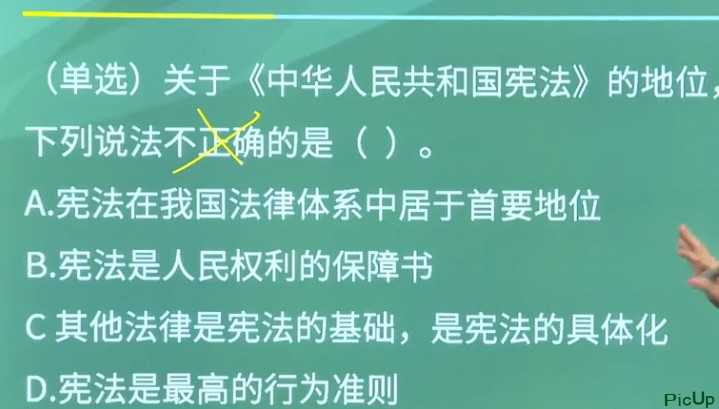 （单选）关于《中华人民共和国宪法》的地位，
下列说法不正确的是（ ）。
A.宪法在我国法律体系中居于首要地位
B.宪法是人民权利的保障书
C 其他法律是宪法的基础，是宪法的具体化
D.宪法是最高的行为准则
PicUp